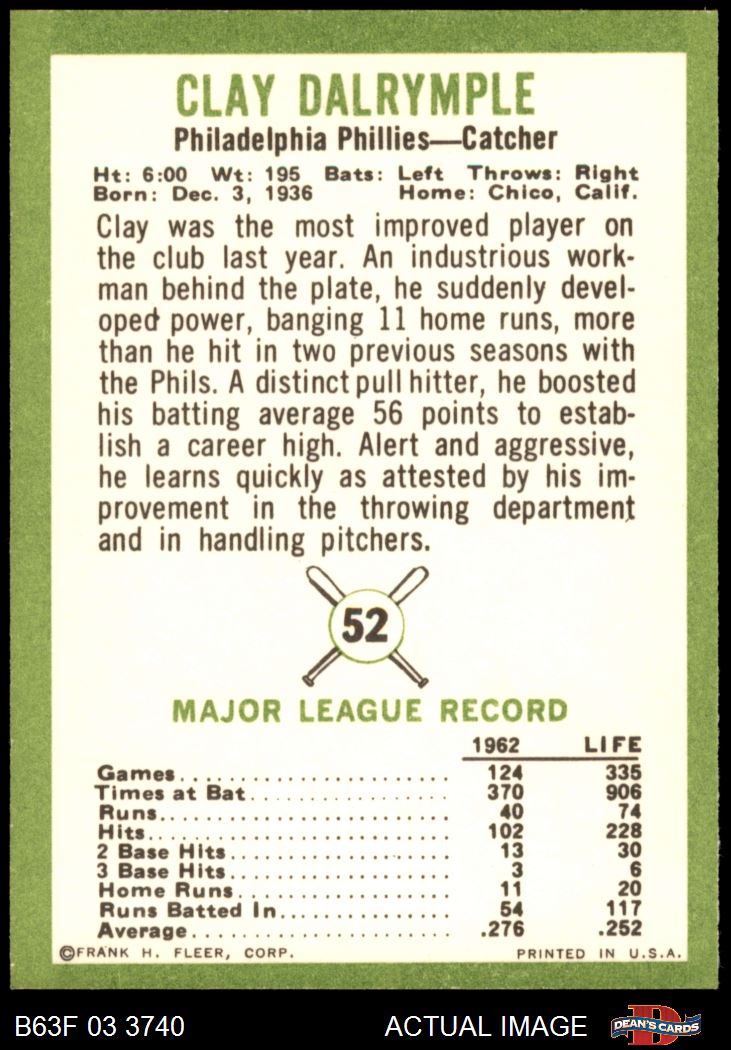 CLAY DALRYMPLE
Philadelphia Phillies—Catcher
Ht: 6:00 Wt: 195 Bats: Left Throws: Right
Born: Dec. 3, 1936 Home: Chico, Calif.
Clay was the most improved player on
the club last year. An industrious work-
man behind the plate, he suddenly devel-
oped power, banging 11 home runs, more
than he hit in two previous seasons with
the Phils. A distinct pull hitter, he boosted
his batting average 56 points to estab-
lish a career high. Alert and aggressive,
he learns quickly as attested by his im-
provement in the throwing department
and in handling pitchers.
52
MAJOR LEAGUE RECORD
1962 LIFE
Games 124 335
Times at Bat 370 906
Runs 40 74
Hits 102 228
2 Base Hits 13 30
3 Base Hits 3 6
Home Runs 11 20
Runs Batted In 54 117
Average .276 .252
©FRANK H. FLEER, CORP. PRINTED IN U.S.A.
B63F 03 3740 ACTUAL IMAGE D DEAN'S CARDS